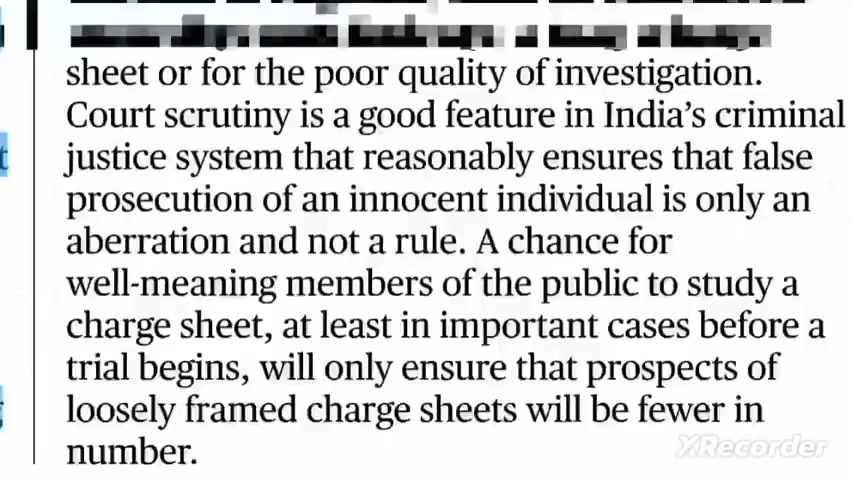 sheet or for the poor quality of investigation.
Court scrutiny is a good feature in India's criminal
justice system that reasonably ensures that false
prosecution of an innocent individual is only an
aberration and not a rule. A chance for
well-meaning members of the public to study a
charge sheet, at least in important cases before a
trial begins, will only ensure that prospects of
loosely framed charge sheets will be fewer in
number.
XRecorder